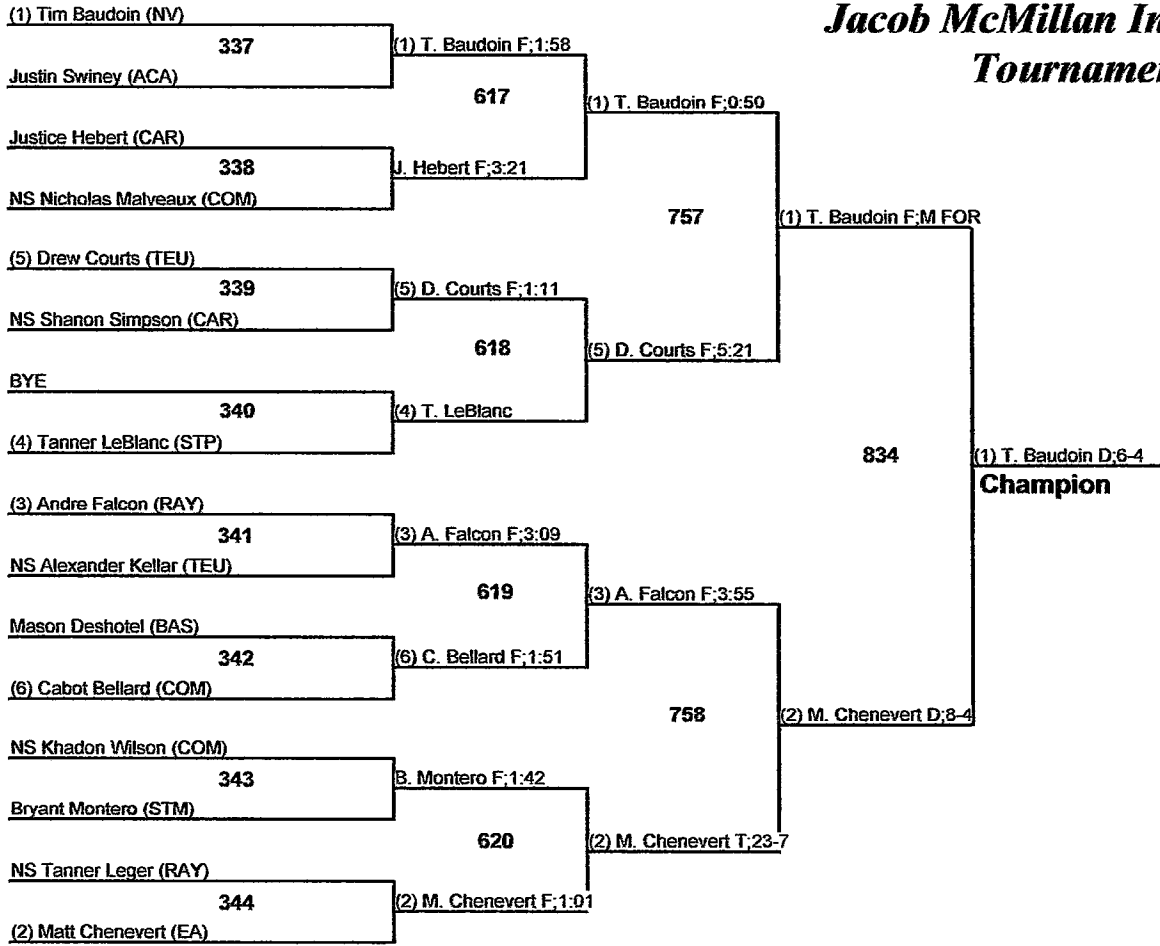 Jacob McMillan In
Tournamer
(1) Tim Baudoin (NV)
337
Justin Swiney (ACA)
(1) T. Baudoin F;1:58
617
Justice Hebert (CAR)
338
NS Nicholas Malveaux (COM)
J. Hebert F;3:21
(1) T. Baudoin F;0:50
757
(5) Drew Courts (TEU)
339
NS Shanon Simpson (CAR)
(5) D. Courts F;1:11
618
BYE
340
(4) Tanner LeBlanc (STP)
(4) T. LeBlanc
(5) D. Courts F;5:21
(1) T. Baudoin F;M FOR
834
(1) T. Baudoin D;6-4
Champion
(3) Andre Falcon (RAY)
341
NS Alexander Kellar (TEU)
(3) A. Falcon F;3:09
619
Mason Deshotel (BAS)
342
(6) Cabot Bellard (COM)
(6) C. Bellard F;1:51
(3) A. Falcon F;3:55
758
(2) M. Chenevert D;8-4
NS Khadon Wilson (COM)
343
Bryant Montero (STM)
B. Montero F;1:42
620
NS Tanner Leger (RAY)
344
(2) Matt Chenevert (EA)
(2) M. Chenevert F;1:01
(2) M. Chenevert T;23-7